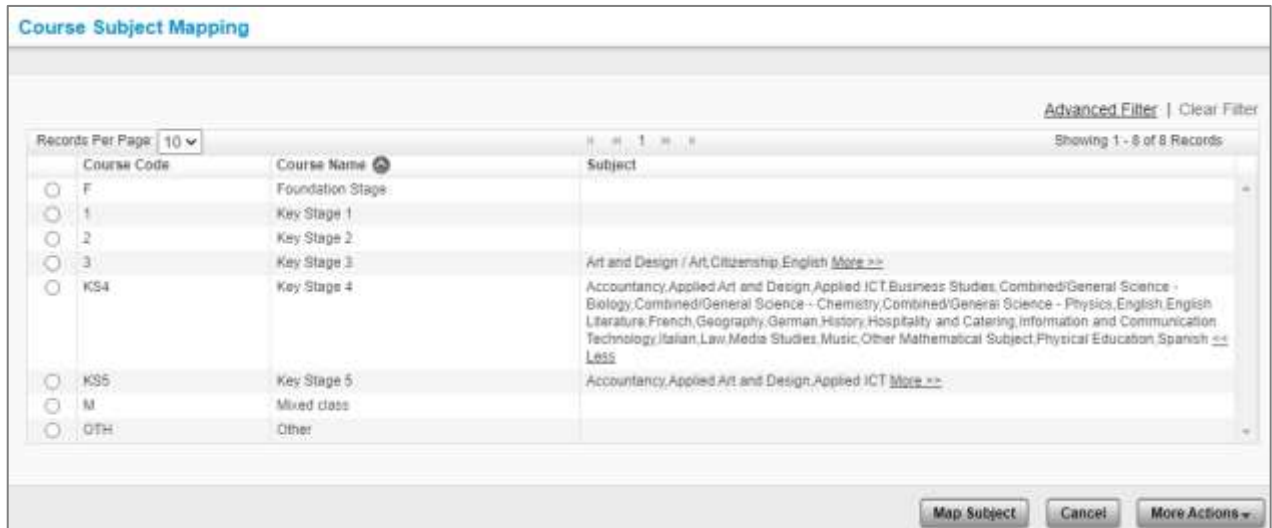 Course Subject Mapping
Advanced Filter | Clear Filter
Records Per Page 10 « « 1 » » Showing 1 - 8 of 8 Records
Course Code Course Name Subject
F Foundation Stage
1 Key Stage 1
2 Key Stage 2
3 Key Stage 3 Art and Design / Art,Citizenship,English More >>
KS4 Key Stage 4 Accountancy,Applied Art and Design,Applied ICT,Business Studies,Combined/General Science -
Biology,Combined/General Science - Chemistry,Combined/General Science - Physics,English,English
Literature,French,Geography,German,History,Hospitality and Catering,Information and Communication
Technology,Italian,Law,Media Studies,Music,Other Mathematical Subject,Physical Education,Spanish <<
Less
KS5 Key Stage 5 Accountancy,Applied Art and Design,Applied ICT More >>
M Mixed class
OTH Other
Map Subject Cancel More Actions